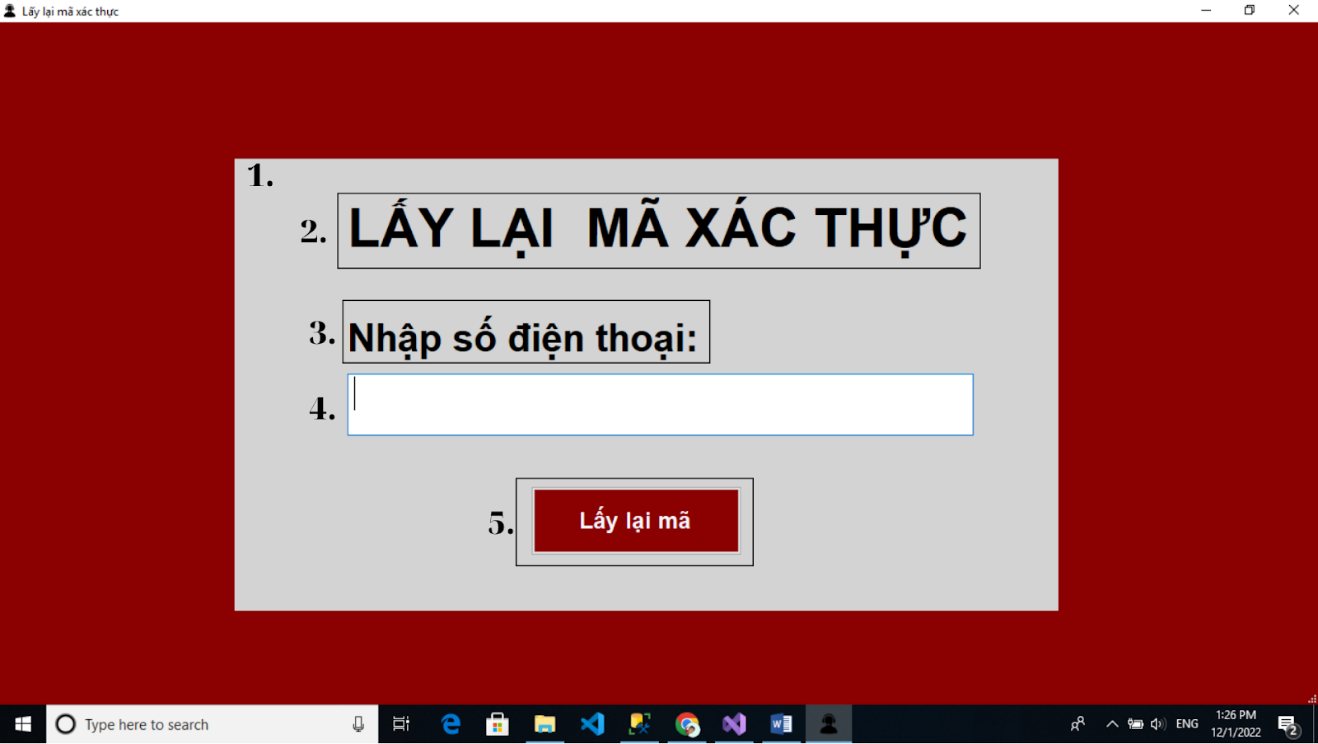 Lấy lại mã xác thực
1.
2. LẤY LẠI MÃ XÁC THỰC
3. Nhập số điện thoại:
4.
5. Lấy lại mã
Type here to search
ENG
1:26 PM
12/1/2022
2